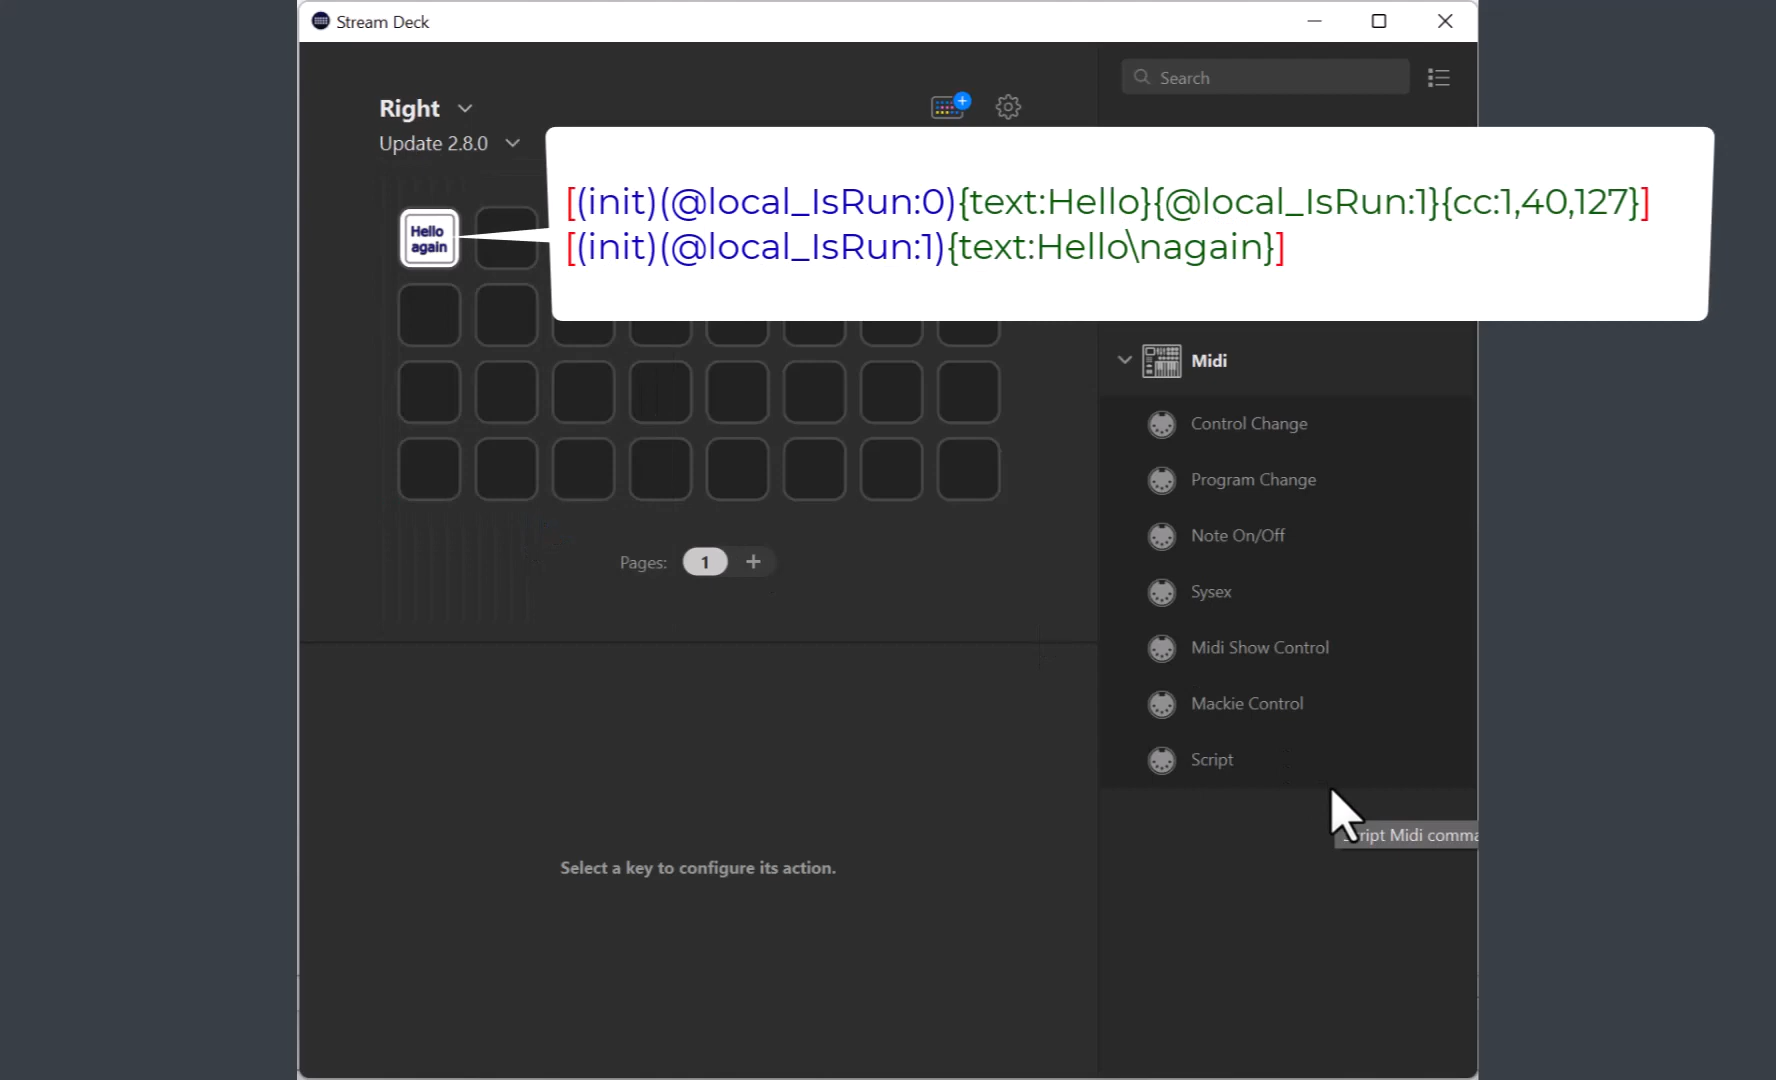 Stream Deck
Search
Right
Update 2.8.0
[(init)(@local_IsRun:0){text:Hello}{@local_IsRun:1}{cc:1,40,127}]
[(init)(@local_IsRun:1){text:Hello\nagain}]
Hello
again
Midi
Control Change
Program Change
Note On/Off
Sysex
Midi Show Control
Mackie Control
Script
Pages: 1 +
Midi
Select a key to configure its action.